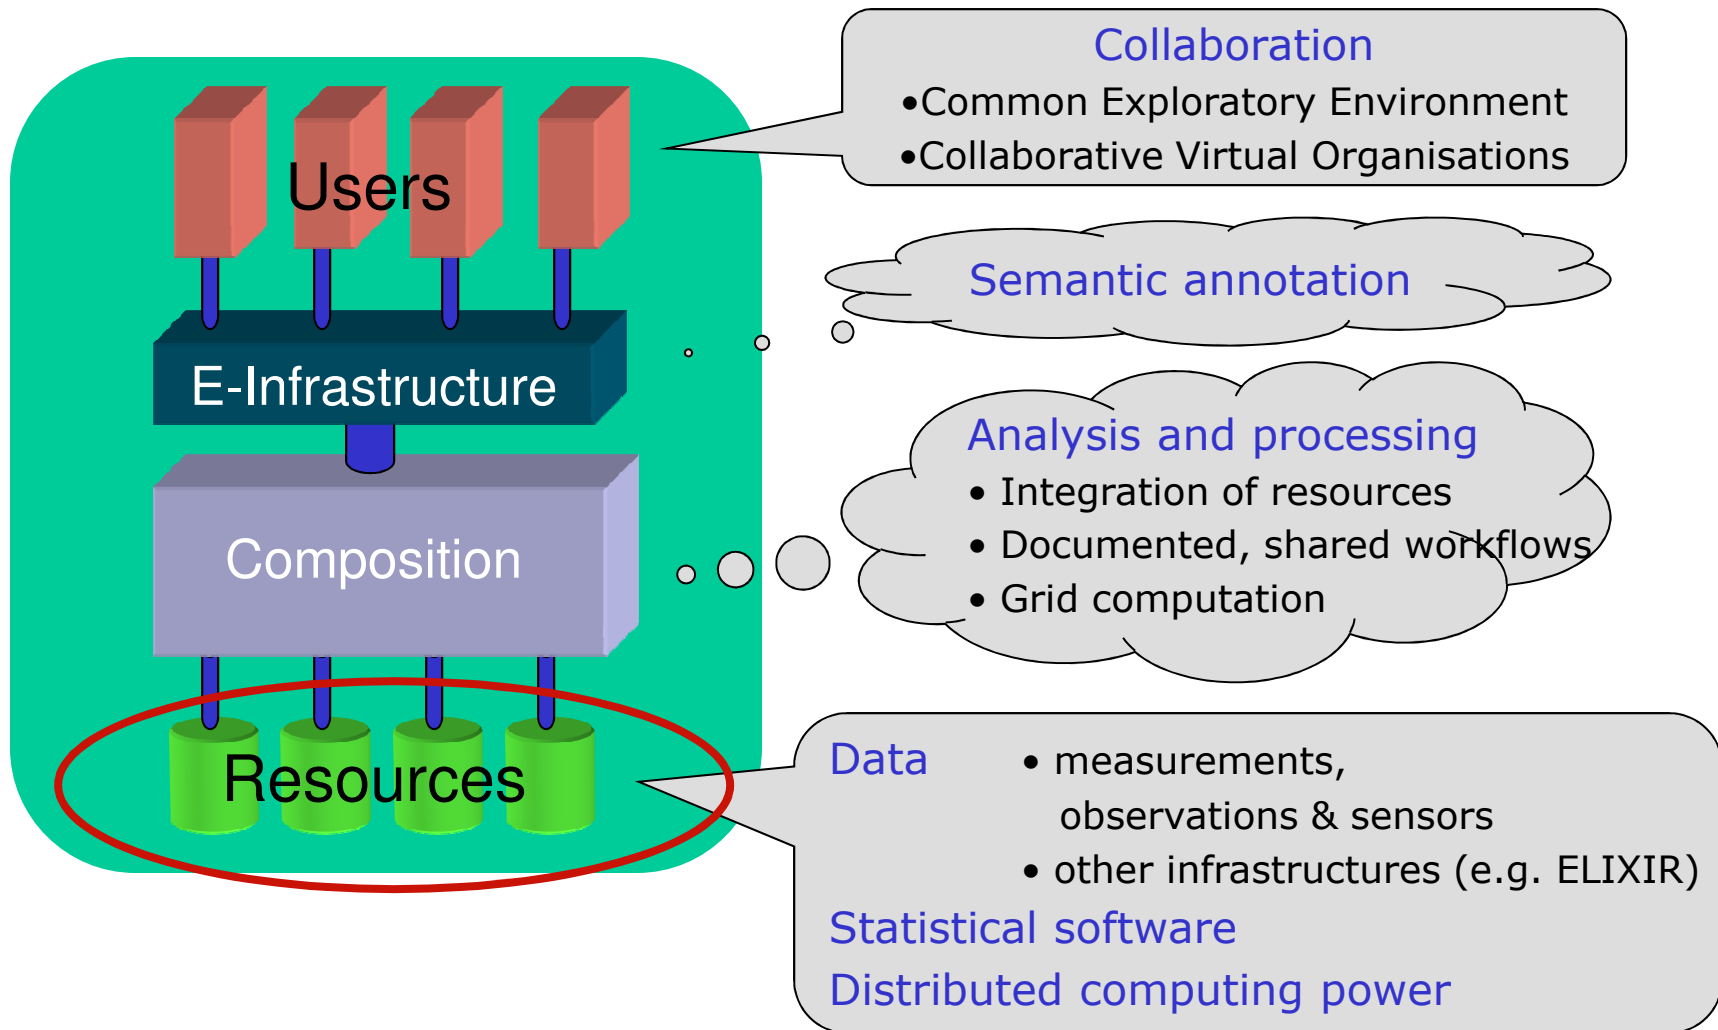 Users
E-Infrastructure
Composition
Resources
Collaboration
•Common Exploratory Environment
•Collaborative Virtual Organisations
Semantic annotation
Analysis and processing
• Integration of resources
• Documented, shared workflows
• Grid computation
Data • measurements,
observations & sensors
• other infrastructures (e.g. ELIXIR)
Statistical software
Distributed computing power